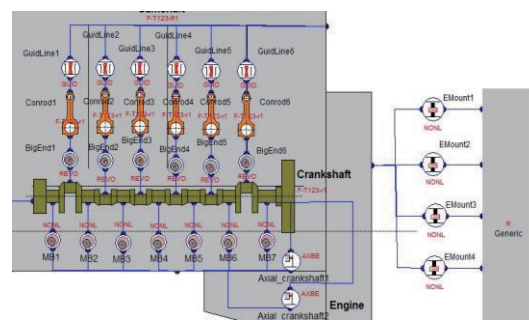 F-T123-R1
GuidLine1
GuidLine2
GuidLine3
GuidLine4
GuidLine5
GuidLine6
GUID GUID GUID GUID GUID GUID
Conrod1 Conrod2 Conrod3 Conrod4 Conrod5 Conrod6
BigEnd1 BigEnd2 BigEnd3 BigEnd4 BigEnd5 BigEnd6
REVO REVO REVO REVO REVO REVO
Crankshaft
F-T123-r1
NONL NONL NONL NONL NONL NONL NONL
MB1 MB2 MB3 MB4 MB5 MB6 MB7
AXBE
Axial_crankshaft1
AXBE
Axial_crankshaft2
Engine
EMount1
NONL
EMount2
NONL
EMount3
NONL
EMount4
NONL
R
Generic